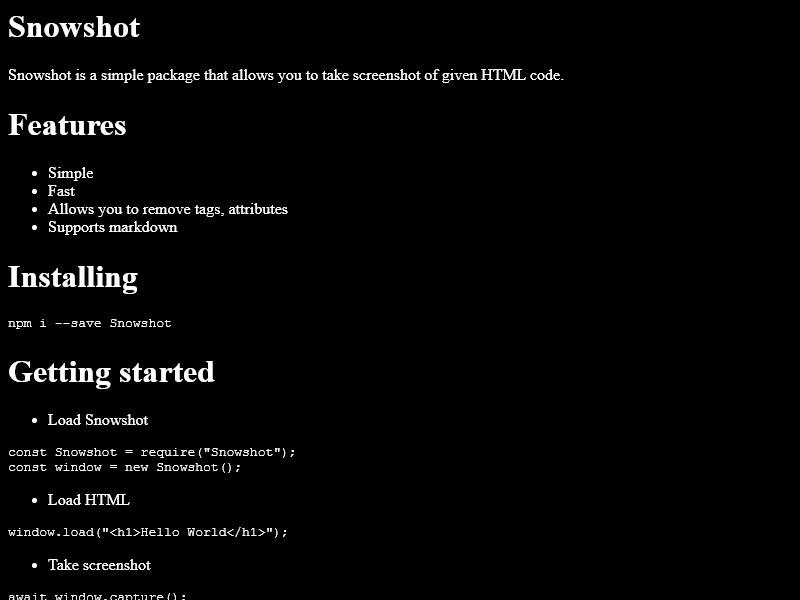 Snowshot
Snowshot is a simple package that allows you to take screenshot of given HTML code.
Features
Simple
Fast
Allows you to remove tags, attributes
Supports markdown
Installing
npm i --save Snowshot
Getting started
Load Snowshot
const Snowshot = require("Snowshot");
const window = new Snowshot();
Load HTML
window.load("<h1>Hello World</h1>");
Take screenshot
await window.capture();